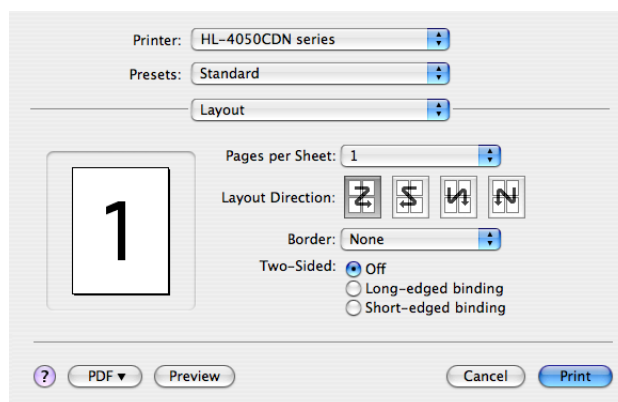 Printer: HL-4050CDN series
Presets: Standard
Layout
Pages per Sheet: 1
1
Layout Direction:
Border: None
Two-Sided: Off
Long-edged binding
Short-edged binding
? PDF▼ Preview Cancel Print